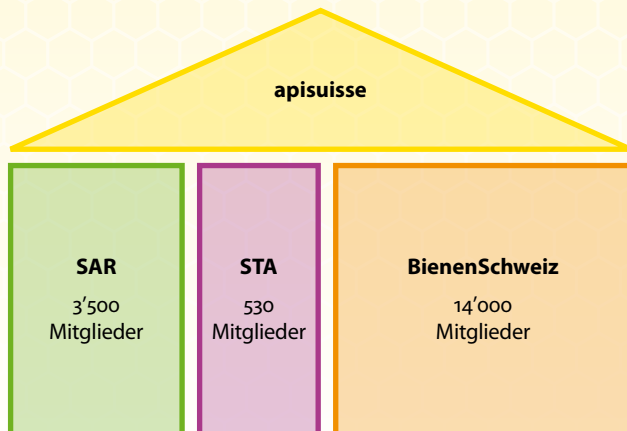 apisuisse
SAR
3'500
Mitglieder
STA
530
Mitglieder
BienenSchweiz
14'000
Mitglieder